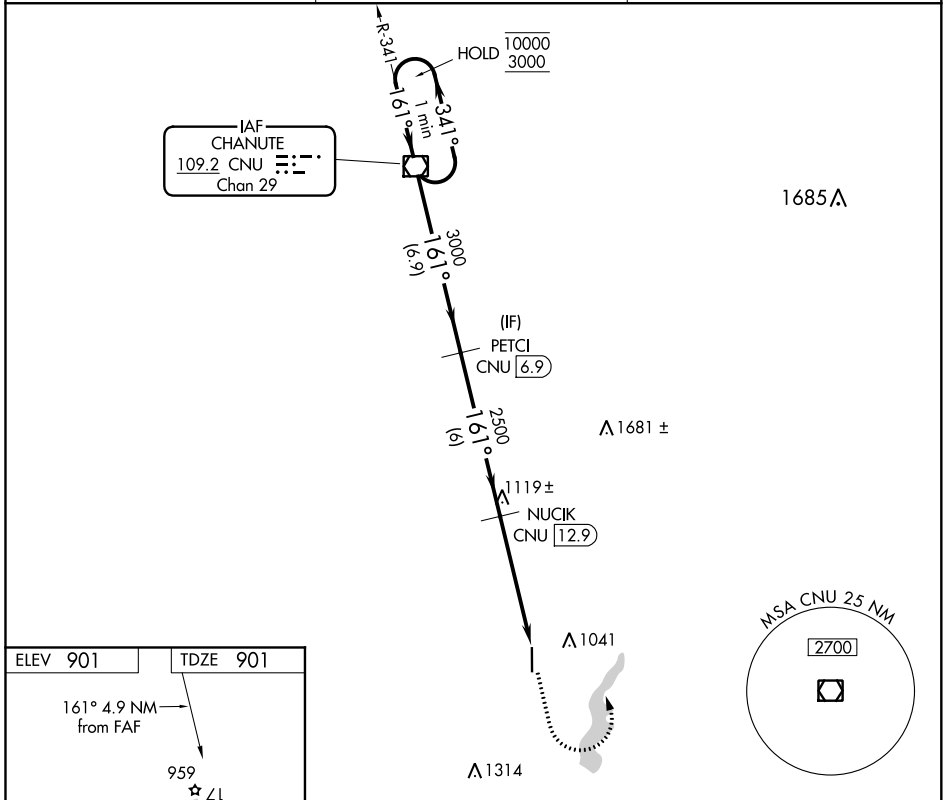 R-341
HOLD 10000
3000
161°
1 min
341°
IAF
CHANUTE
109.2 CNU
Chan 29
1685
3000
161°
(6.9)
(IF)
PETCI
CNU 6.9
2500
161°
(6)
1681 ±
1119 ±
NUCIK
CNU 12.9
MSA CNU 25 NM
2700
1041
1314
ELEV 901
TDZE 901
161° 4.9 NM
from FAF
959
17